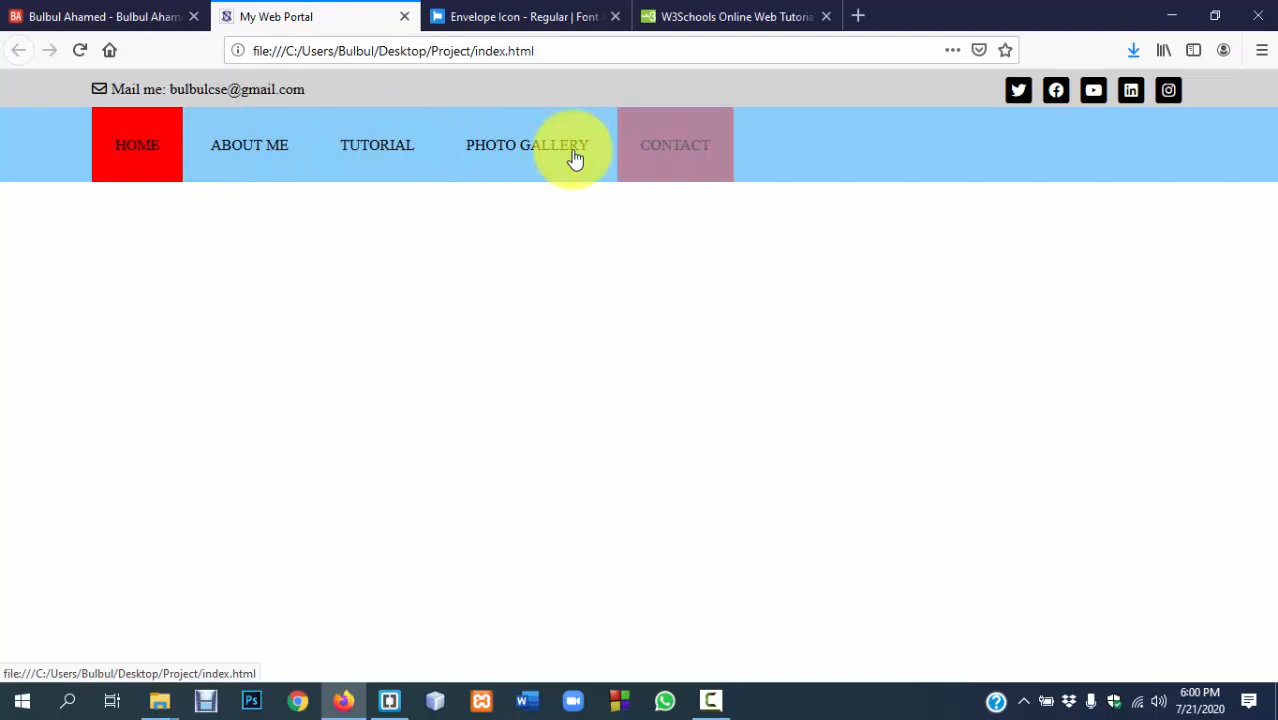 Bulbul Ahamed - Bulbul Aham
My Web Portal
Envelope Icon - Regular | Font
W3Schools Online Web Tutoria
file:///C:/Users/Bulbul/Desktop/Project/index.html
Mail me: bulbulcse@gmail.com
HOME
ABOUT ME
TUTORIAL
PHOTO GALLERY
CONTACT
file:///C:/Users/Bulbul/Desktop/Project/index.html
6:00 PM
7/21/2020